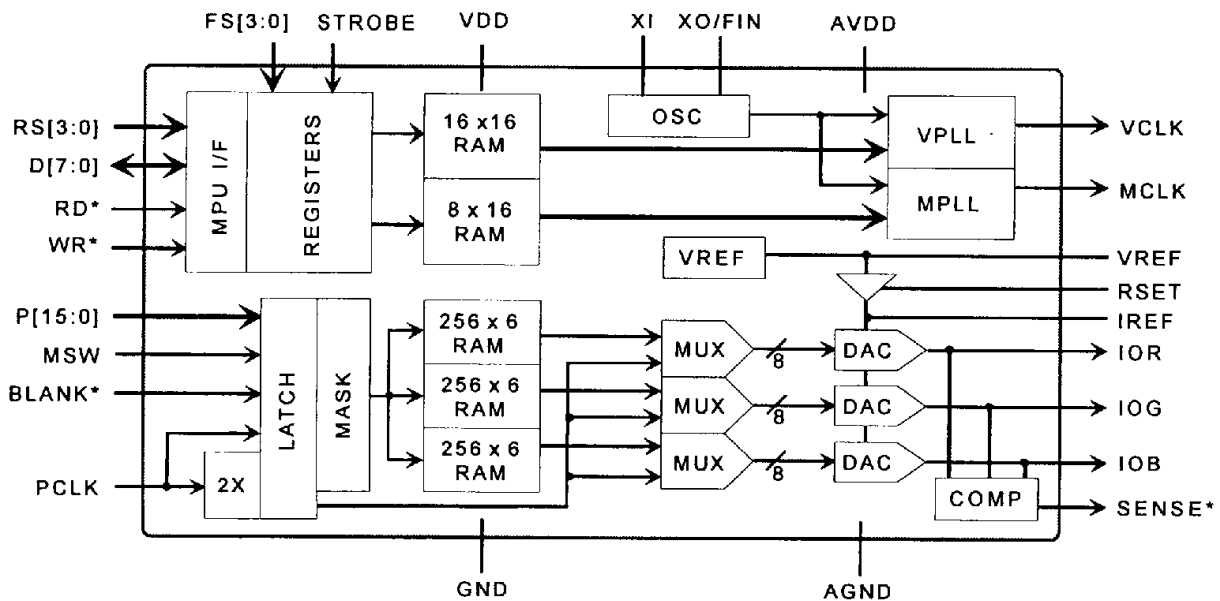 FS[3:0] STROBE VDD XI XO/FIN AVDD
RS[3:0]
D[7:0]
RD*
WR*
MPU I/F
REGISTERS
16 x16
RAM
8 x 16
RAM
OSC
VPLL
MPLL
VCLK
MCLK
VREF
VREF
RSET
IREF
P[15:0]
MSW
BLANK*
PCLK
2X
LATCH
MASK
256 x 6
RAM
256 x 6
RAM
256 x 6
RAM
MUX
8
DAC
IOR
MUX
8
DAC
IOG
MUX
8
DAC
IOB
COMP
SENSE*
GND
AGND